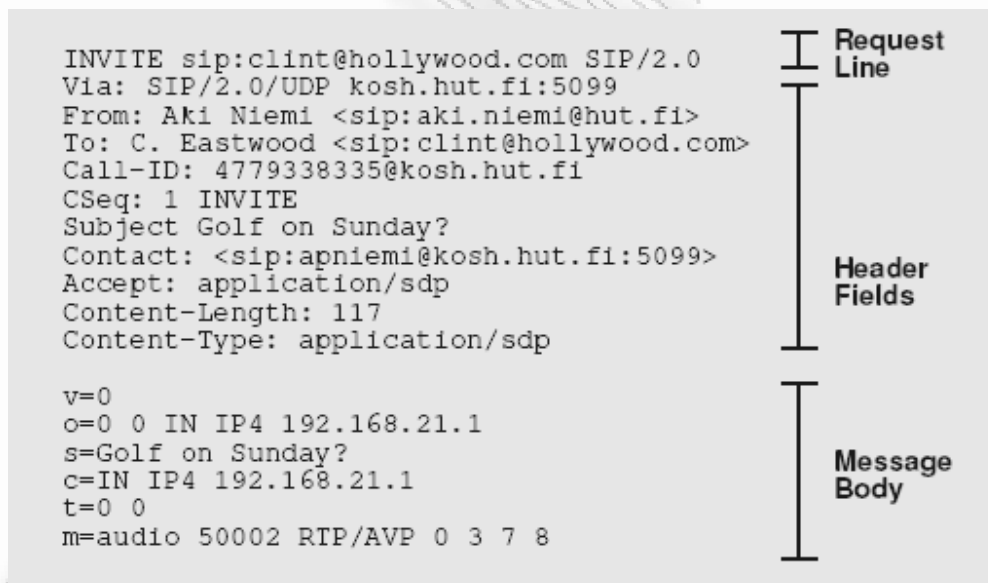 INVITE sip:clint@hollywood.com SIP/2.0
Via: SIP/2.0/UDP kosh.hut.fi:5099
From: Aki Niemi <sip:aki.niemi@hut.fi>
To: C. Eastwood <sip:clint@hollywood.com>
Call-ID: 4779338335@kosh.hut.fi
CSeq: 1 INVITE
Subject Golf on Sunday?
Contact: <sip:apniemi@kosh.hut.fi:5099>
Accept: application/sdp
Content-Length: 117
Content-Type: application/sdp
v=0
o=0 0 IN IP4 192.168.21.1
s=Golf on Sunday?
c=IN IP4 192.168.21.1
t=0 0
m=audio 50002 RTP/AVP 0 3 7 8
Request
Line
Header
Fields
Message
Body